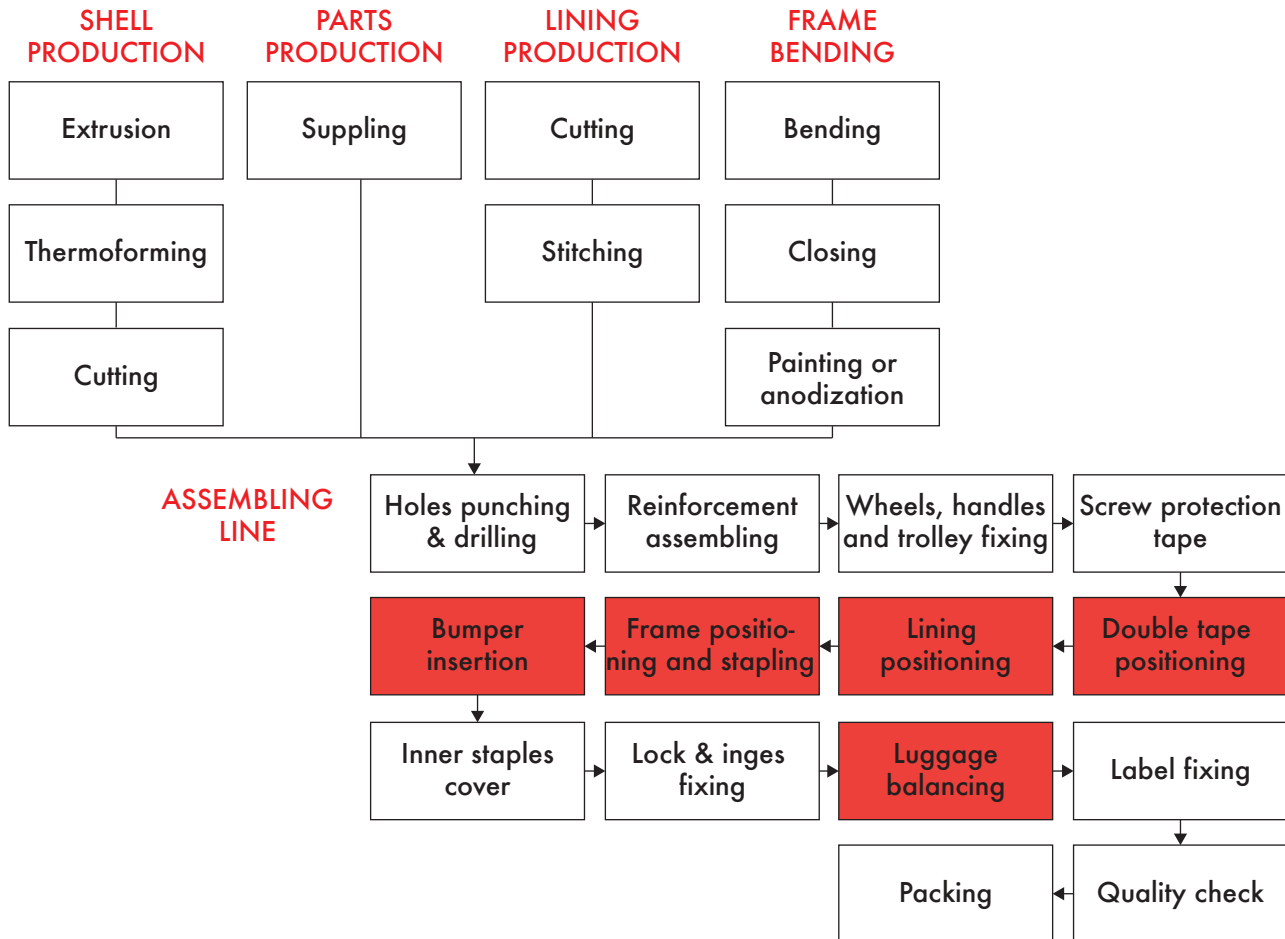 SHELL
PRODUCTION
PARTS
PRODUCTION
LINING
PRODUCTION
FRAME
BENDING
Extrusion
Suppling
Cutting
Bending
Thermoforming
Stitching
Closing
Cutting
Painting or
anodization
ASSEMBLING
LINE
Holes punching
& drilling
Reinforcement
assembling
Wheels, handles
and trolley fixing
Screw protection
tape
Bumper
insertion
Frame positio-
ning and stapling
Lining
positioning
Double tape
positioning
Inner staples
cover
Lock & inges
fixing
Luggage
balancing
Label fixing
Packing
Quality check